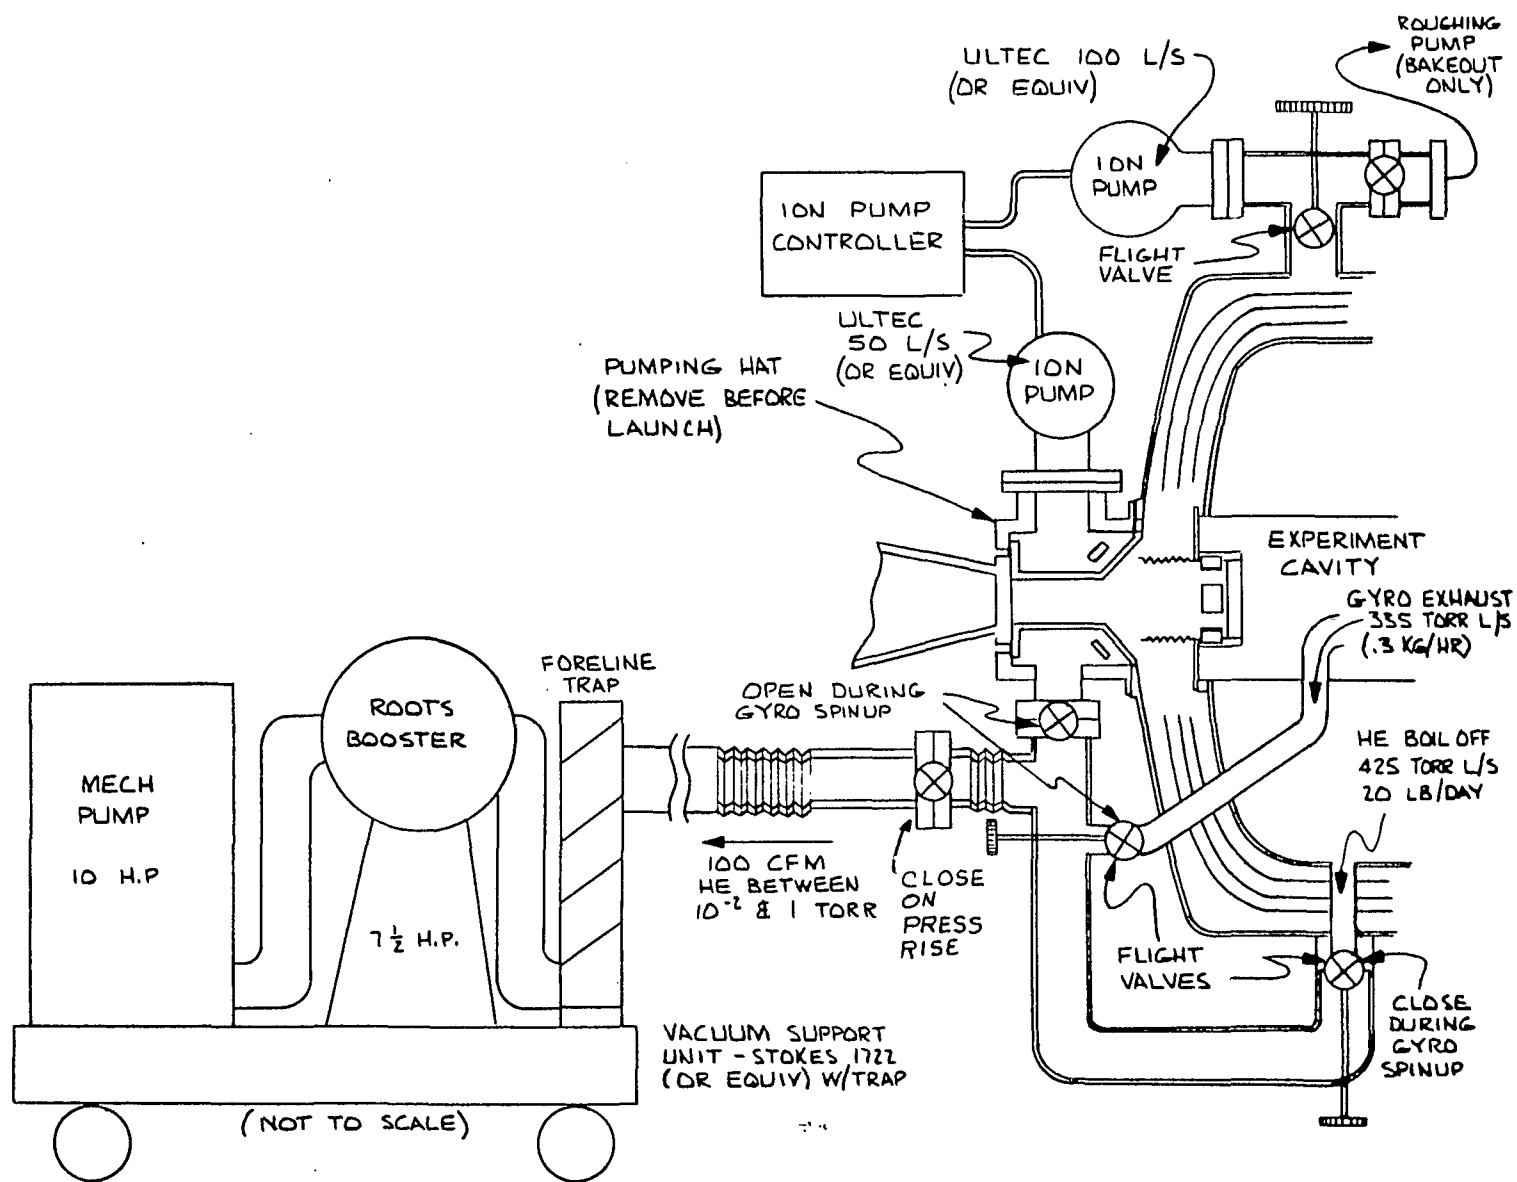 ROUGHING
PUMP
(BAKEOUT
ONLY)
ULTEC 100 L/S
(OR EQUIV)
ION
PUMP
ION PUMP
CONTROLLER
FLIGHT
VALVE
ULTEC
50 L/S
(OR EQUIV)
ION
PUMP
PUMPING HAT
(REMOVE BEFORE
LAUNCH)
EXPERIMENT
CAVITY
GYRO EXHAUST
335 TORR L/S
(.3 KG/HR)
FORELINE
TRAP
OPEN DURING
GYRO SPINUP
ROOTS
BOOSTER
HE BOIL OFF
425 TORR L/S
20 LB/DAY
MECH
PUMP
10 H.P
100 CFM
HE BETWEEN
10⁻² & 1 TORR
CLOSE
ON
PRESS
RISE
7 1/2 H.P.
FLIGHT
VALVES
CLOSE
DURING
GYRO
SPINUP
VACUUM SUPPORT
UNIT - STOKES 1722
(OR EQUIV) W/TRAP
(NOT TO SCALE)